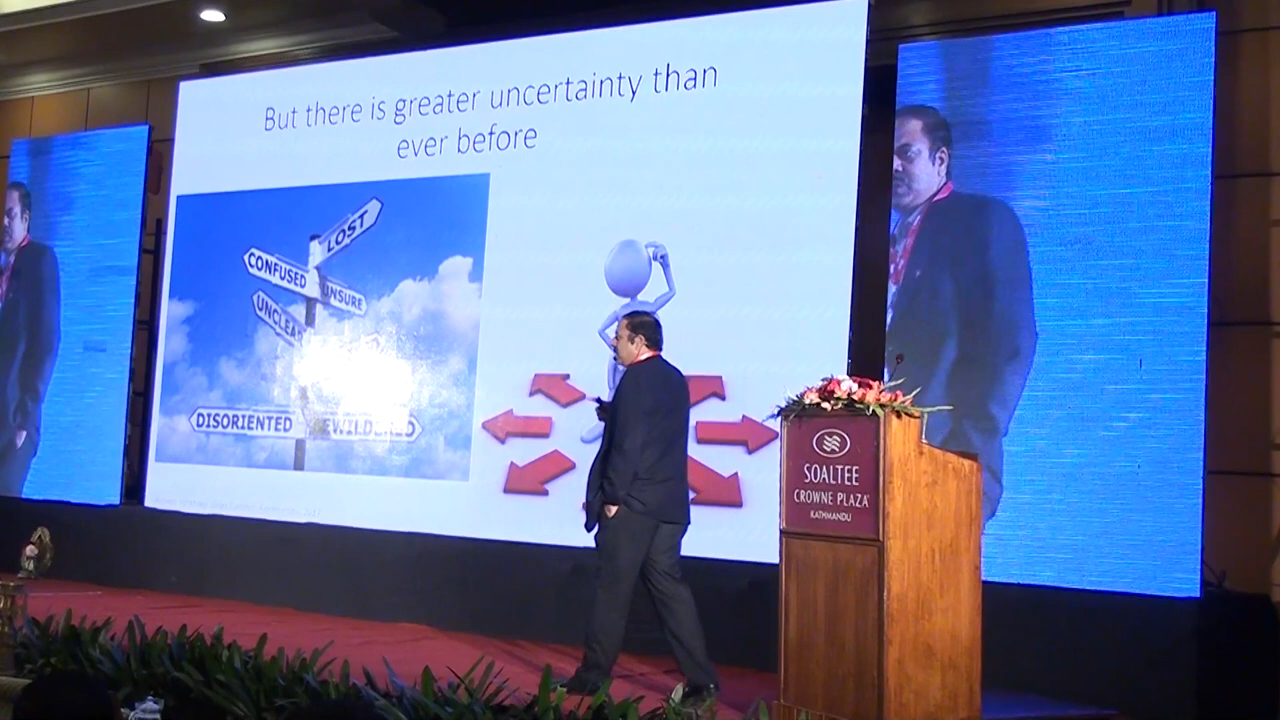 But there is greater uncertainty than
ever before
LOST
CONFUSED
UNSURE
UNCLEAR
DISORIENTED
SOALTEE
CROWNE PLAZA
KATHMANDU